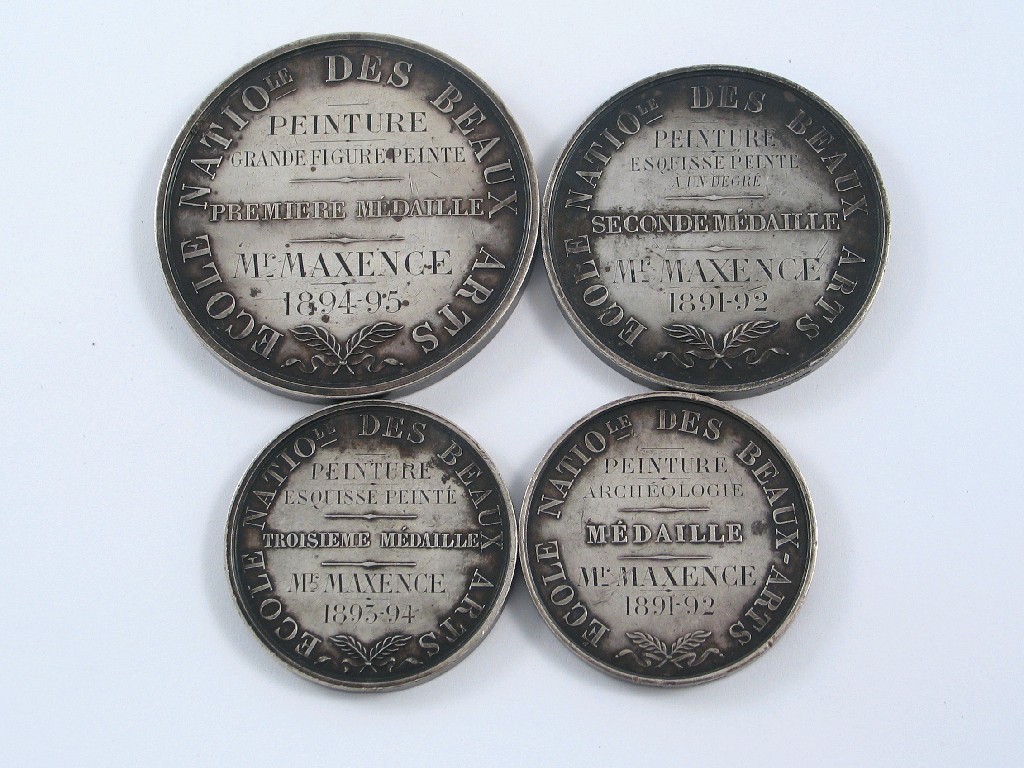 ECOLE NATIOLE DES BEAUX ARTS
PEINTURE
GRANDE FIGURE PEINTE
PREMIERE MÉDAILLE
Mr MAXENCE
1894-95
ECOLE NATIOLE DES BEAUX ARTS
PEINTURE
ESQUISSE PEINTE
A UN DEGRÉ
SECONDE MÉDAILLE
Mr MAXENCE
1891-92
ECOLE NATIOLE DES BEAUX ARTS
PEINTURE
ESQUISSE PEINTE
TROISIEME MÉDAILLE
Mr MAXENCE
1893-94
ECOLE NATIOLE DES BEAUX-ARTS
PEINTURE
ARCHÉOLOGIE
MÉDAILLE
Mr MAXENCE
1891-92